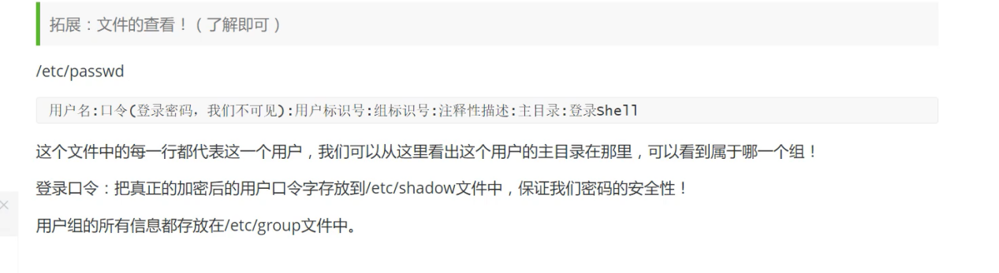 拓展：文件的查看！（了解即可）
/etc/passwd
用户名:口令(登录密码，我们不可见):用户标识号:组标识号:注释性描述:主目录:登录Shell
这个文件中的每一行都代表这一个用户，我们可以从这里看出这个用户的主目录在那里，可以看到属于哪一个组！
登录口令：把真正的加密后的用户口令字存放到/etc/shadow文件中，保证我们密码的安全性！
用户组的所有信息都存放在/etc/group文件中。